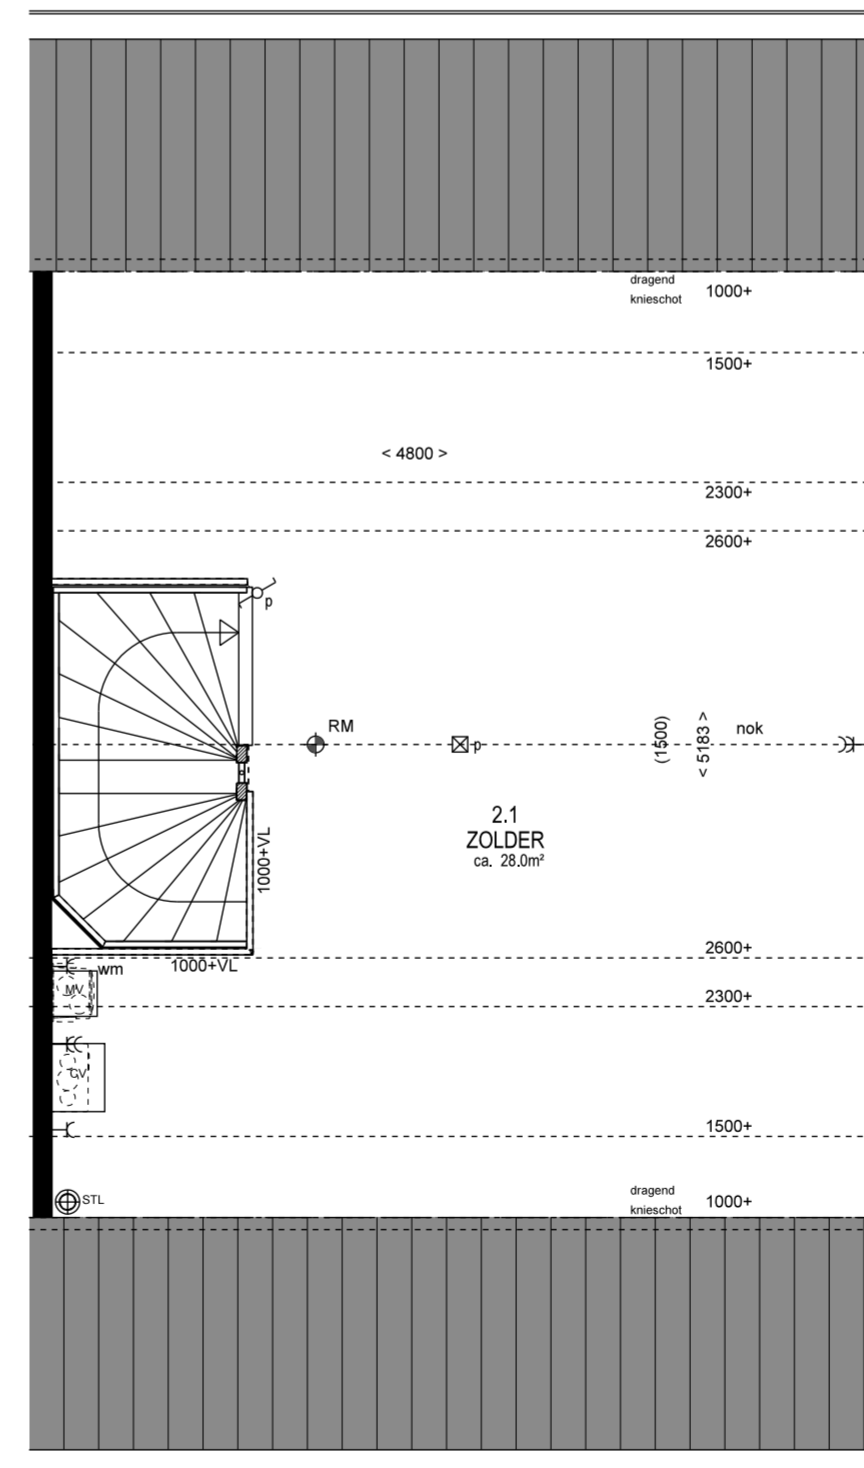 dragend
knieschot 1000+
1500+
< 4800 >
2300+
2600+
p
RM
p
(1500)
< 5183 >
nok
2.1
ZOLDER
ca. 28.0m²
1000+VL
1000+VL
wm
2600+
MV
2300+
CV
1500+
STL
dragend
knieschot 1000+